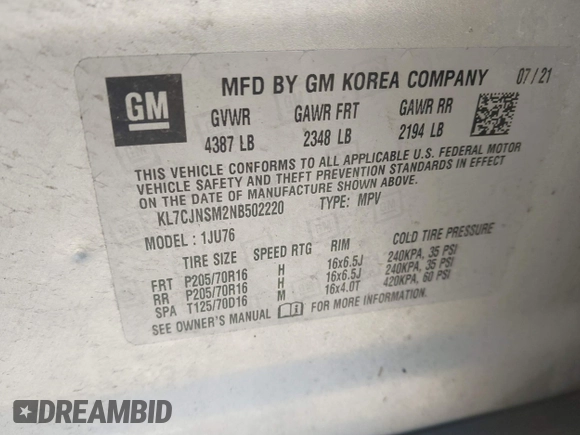 GM
MFD BY GM KOREA COMPANY 07/21
GVWR GAWR FRT GAWR RR
4387 LB 2348 LB 2194 LB
THIS VEHICLE CONFORMS TO ALL APPLICABLE U.S. FEDERAL MOTOR
VEHICLE SAFETY AND THEFT PREVENTION STANDARDS IN EFFECT
ON THE DATE OF MANUFACTURE SHOWN ABOVE.
KL7CJNSM2NB502220 TYPE: MPV
MODEL: 1JU76
TIRE SIZE SPEED RTG RIM COLD TIRE PRESSURE
FRT P205/70R16 H 16x6.5J 240KPA, 35 PSI
RR P205/70R16 H 16x6.5J 240KPA, 35 PSI
SPA T125/70D16 M 16x4.0T 420KPA, 60 PSI
SEE OWNER'S MANUAL FOR MORE INFORMATION.
DREAMBID